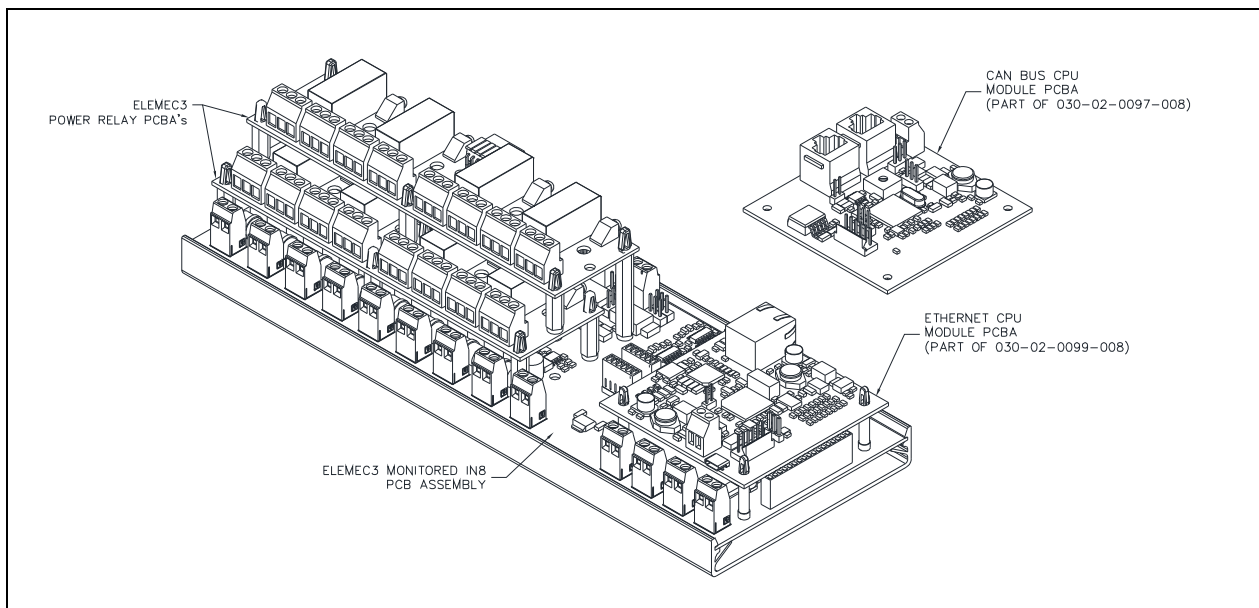 ELEMEC3
POWER RELAY PCBA's
CAN BUS CPU
MODULE PCBA
(PART OF 030-02-0097-008)
ETHERNET CPU
MODULE PCBA
(PART OF 030-02-0099-008)
ELEMEC3 MONITORED IN8
PCB ASSEMBLY